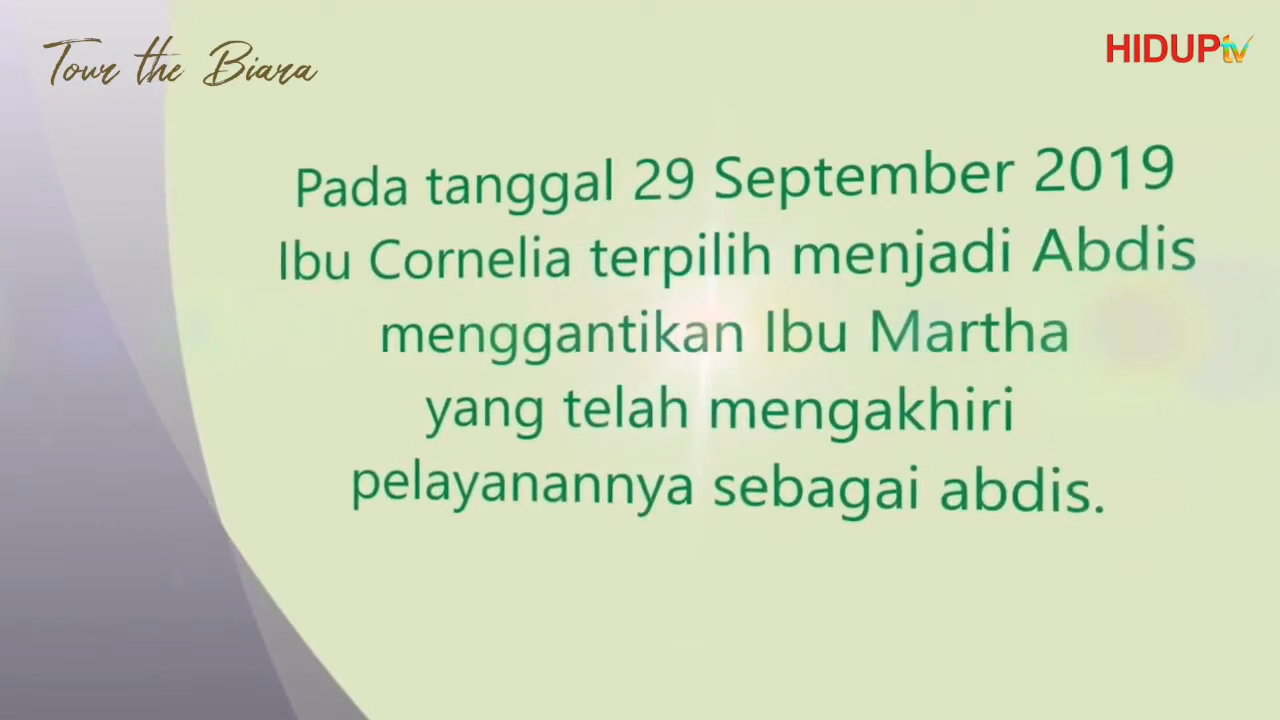 Tour the Biara
HIDUPtv
Pada tanggal 29 September 2019
Ibu Cornelia terpilih menjadi Abdis
menggantikan Ibu Martha
yang telah mengakhiri
pelayanannya sebagai abdis.